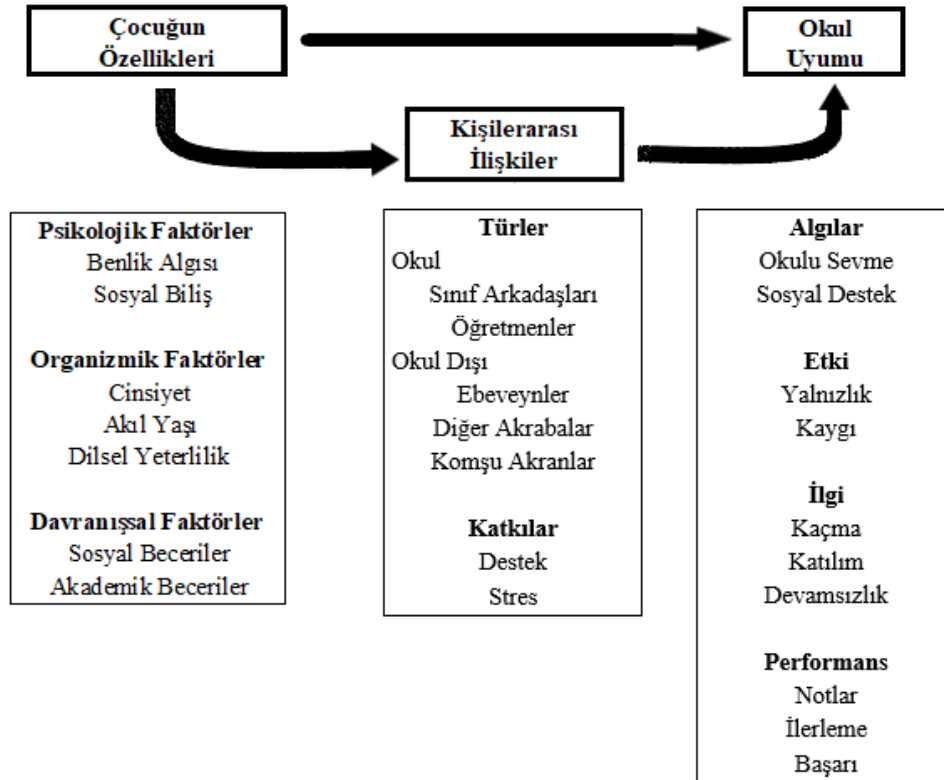 Çocuğun
Özellikleri
Okul
Uyumu
Kişilerarası
İlişkiler
Psikolojik Faktörler
Benlik Algısı
Sosyal Biliş
Organizmik Faktörler
Cinsiyet
Akıl Yaşı
Dilsel Yeterlilik
Davranışsal Faktörler
Sosyal Beceriler
Akademik Beceriler
Türler
Okul
Sınıf Arkadaşları
Öğretmenler
Okul Dışı
Ebeveynler
Diğer Akrabalar
Komşu Akranlar
Katkılar
Destek
Stres
Algılar
Okulu Sevme
Sosyal Destek
Etki
Yalnızlık
Kaygı
İlgi
Kaçma
Katılım
Devamsızlık
Performans
Notlar
İlerleme
Başarı